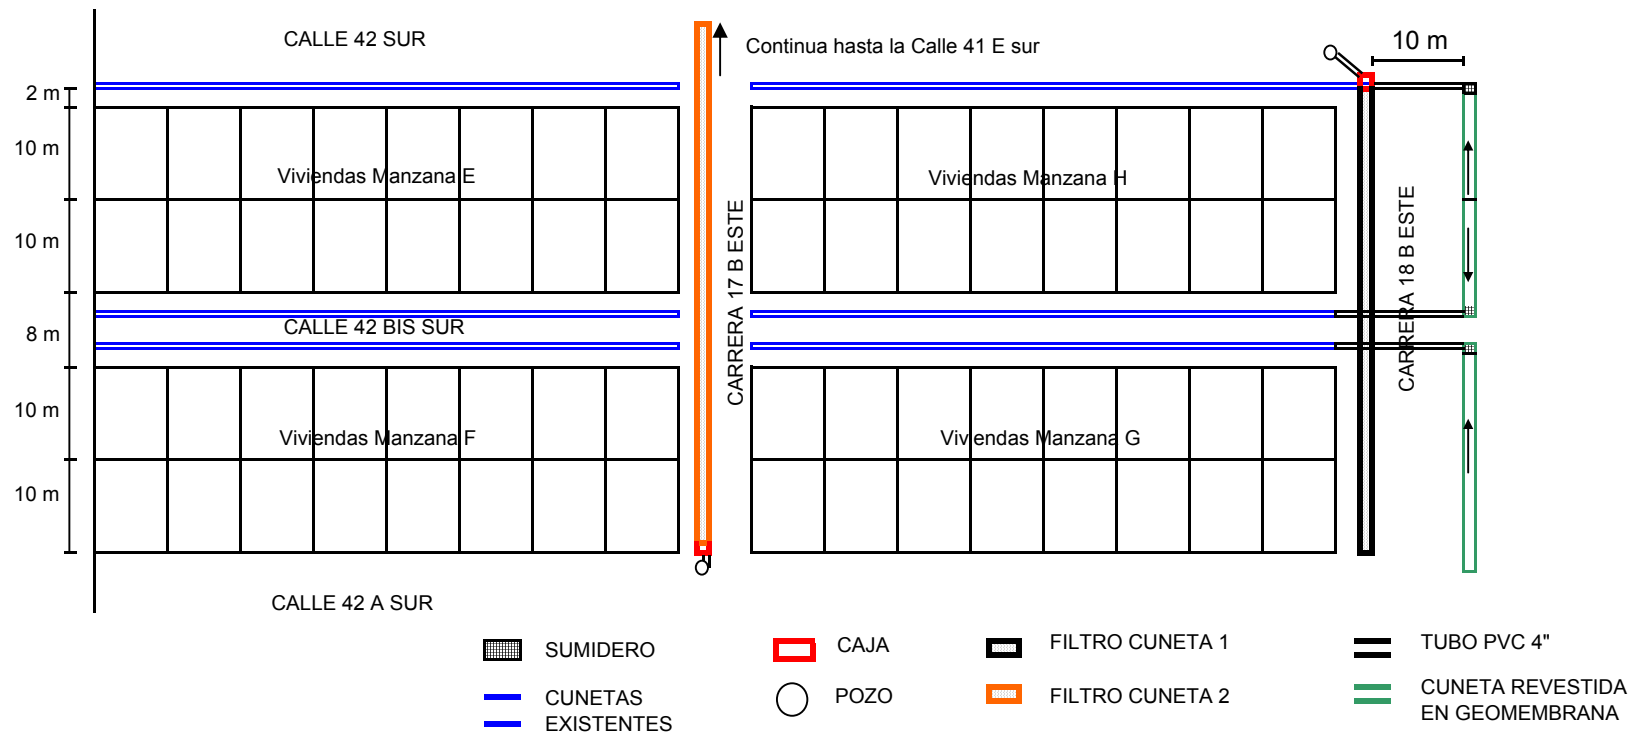 CALLE 42 SUR
Continua hasta la Calle 41 E sur
10 m
2 m
10 m
Viviendas Manzana E
Viviendas Manzana H
10 m
CARRERA 17 B ESTE
CARRERA 18 B ESTE
8 m
CALLE 42 BIS SUR
10 m
Viviendas Manzana F
Viviendas Manzana G
10 m
CALLE 42 A SUR
SUMIDERO
CAJA
FILTRO CUNETA 1
TUBO PVC 4"
CUNETAS
EXISTENTES
POZO
FILTRO CUNETA 2
CUNETA REVESTIDA
EN GEOMEMBRANA